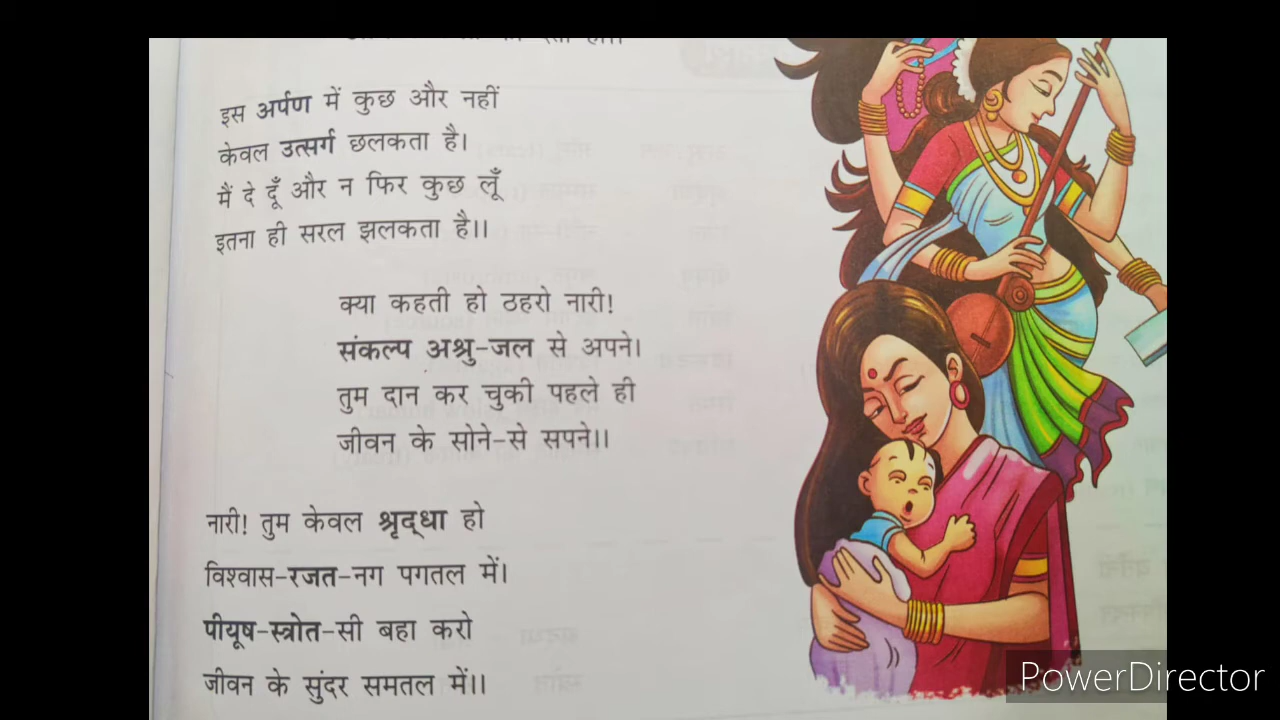 इस अर्पण में कुछ और नहीं
केवल उत्सर्ग छलकता है।
मैं दे दूँ और न फिर कुछ लूँ
इतना ही सरल झलकता है।।
क्या कहती हो ठहरो नारी!
संकल्प अश्रु-जल से अपने।
तुम दान कर चुकी पहले ही
जीवन के सोने-से सपने।।
नारी! तुम केवल श्रृद्धा हो
विश्वास-रजत-नग पगतल में।
पीयूष-स्त्रोत-सी बहा करो
जीवन के सुंदर समतल में।।
PowerDirector